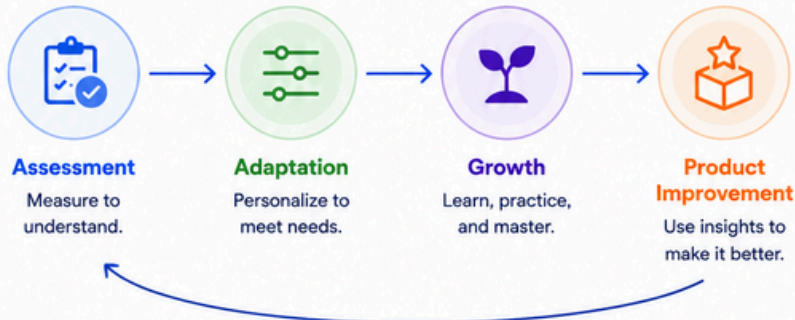 Assessment
Measure to
understand.
Adaptation
Personalize to
meet needs.
Growth
Learn, practice,
and master.
Product
Improvement
Use insights to
make it better.